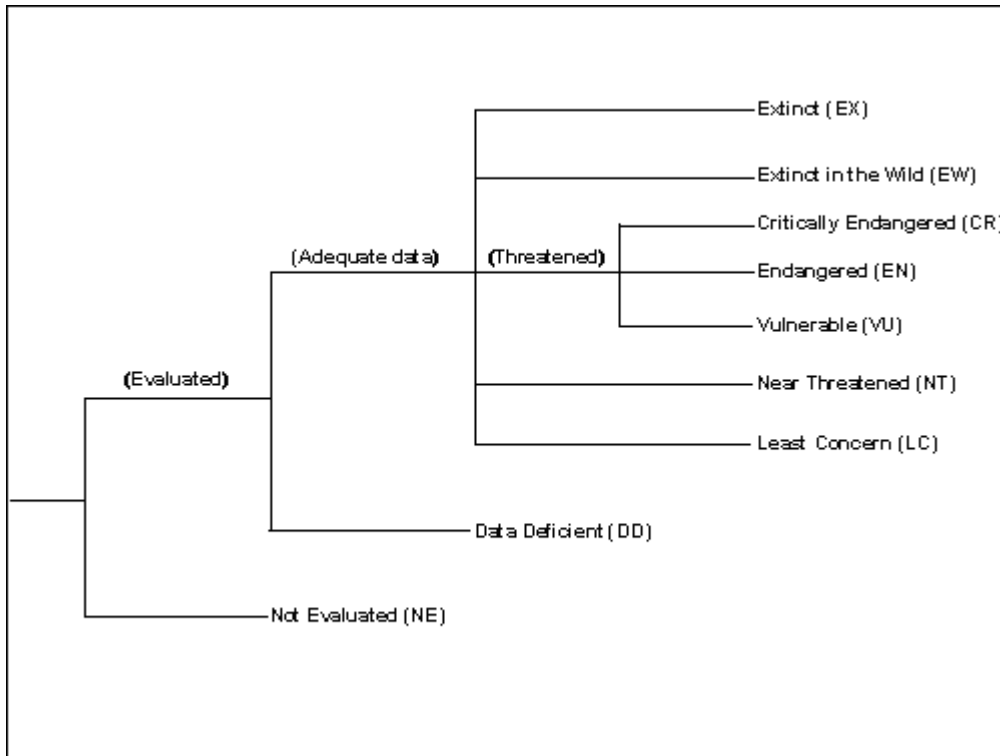 Extinct (EX)
Extinct in the Wild (EW)
Critically Endangered (CR)
(Adequate data)
(Threatened)
Endangered (EN)
Vulnerable (VU)
(Evaluated)
Near Threatened (NT)
Least Concern (LC)
Data Deficient (DD)
Not Evaluated (NE)